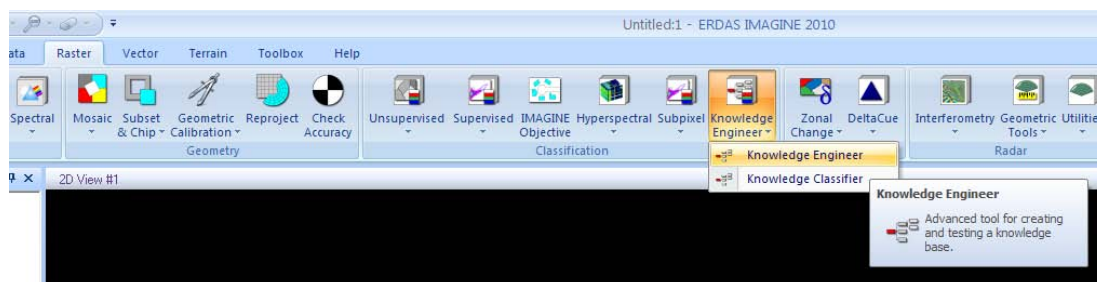 Untitled:1 - ERDAS IMAGINE 2010
ata Raster Vector Terrain Toolbox Help
Spectral Mosaic Subset & Chip Geometric Calibration Reproject Check Accuracy Unsupervised Supervised IMAGINE Objective Hyperspectral Subpixel Knowledge Engineer Zonal Change DeltaCue Interferometry Geometric Tools Utilitie
Geometry Classification Radar
Knowledge Engineer
2D View #1
Knowledge Classifier
Knowledge Engineer
Advanced tool for creating
and testing a knowledge
base.